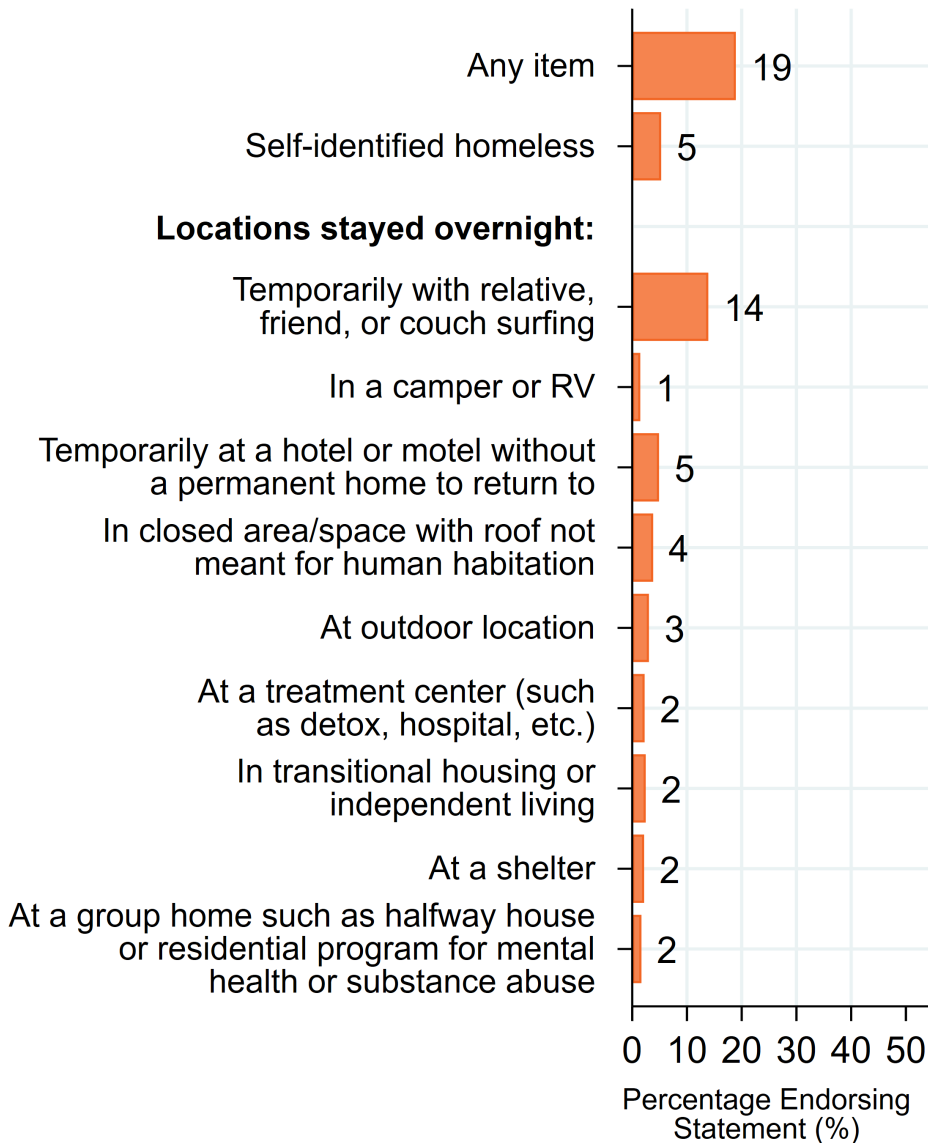 Any item
19
Self-identified homeless
5
Locations stayed overnight:
Temporarily with relative,
friend, or couch surfing
14
In a camper or RV
1
Temporarily at a hotel or motel without
a permanent home to return to
5
In closed area/space with roof not
meant for human habitation
4
At outdoor location
3
At a treatment center (such
as detox, hospital, etc.)
2
In transitional housing or
independent living
2
At a shelter
2
At a group home such as halfway house
or residential program for mental
health or substance abuse
2
0 10 20 30 40 50
Percentage Endorsing
Statement (%)